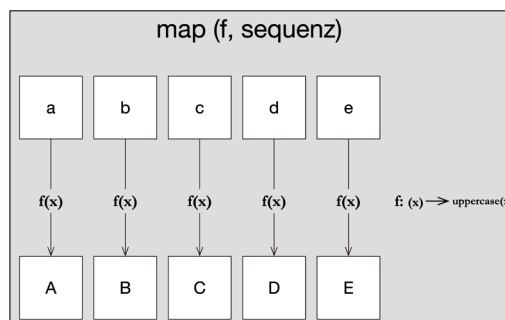 map (f, sequenz)
a b c d e
f(x) f(x) f(x) f(x) f(x) f: (x) → uppercase(
A B C D E